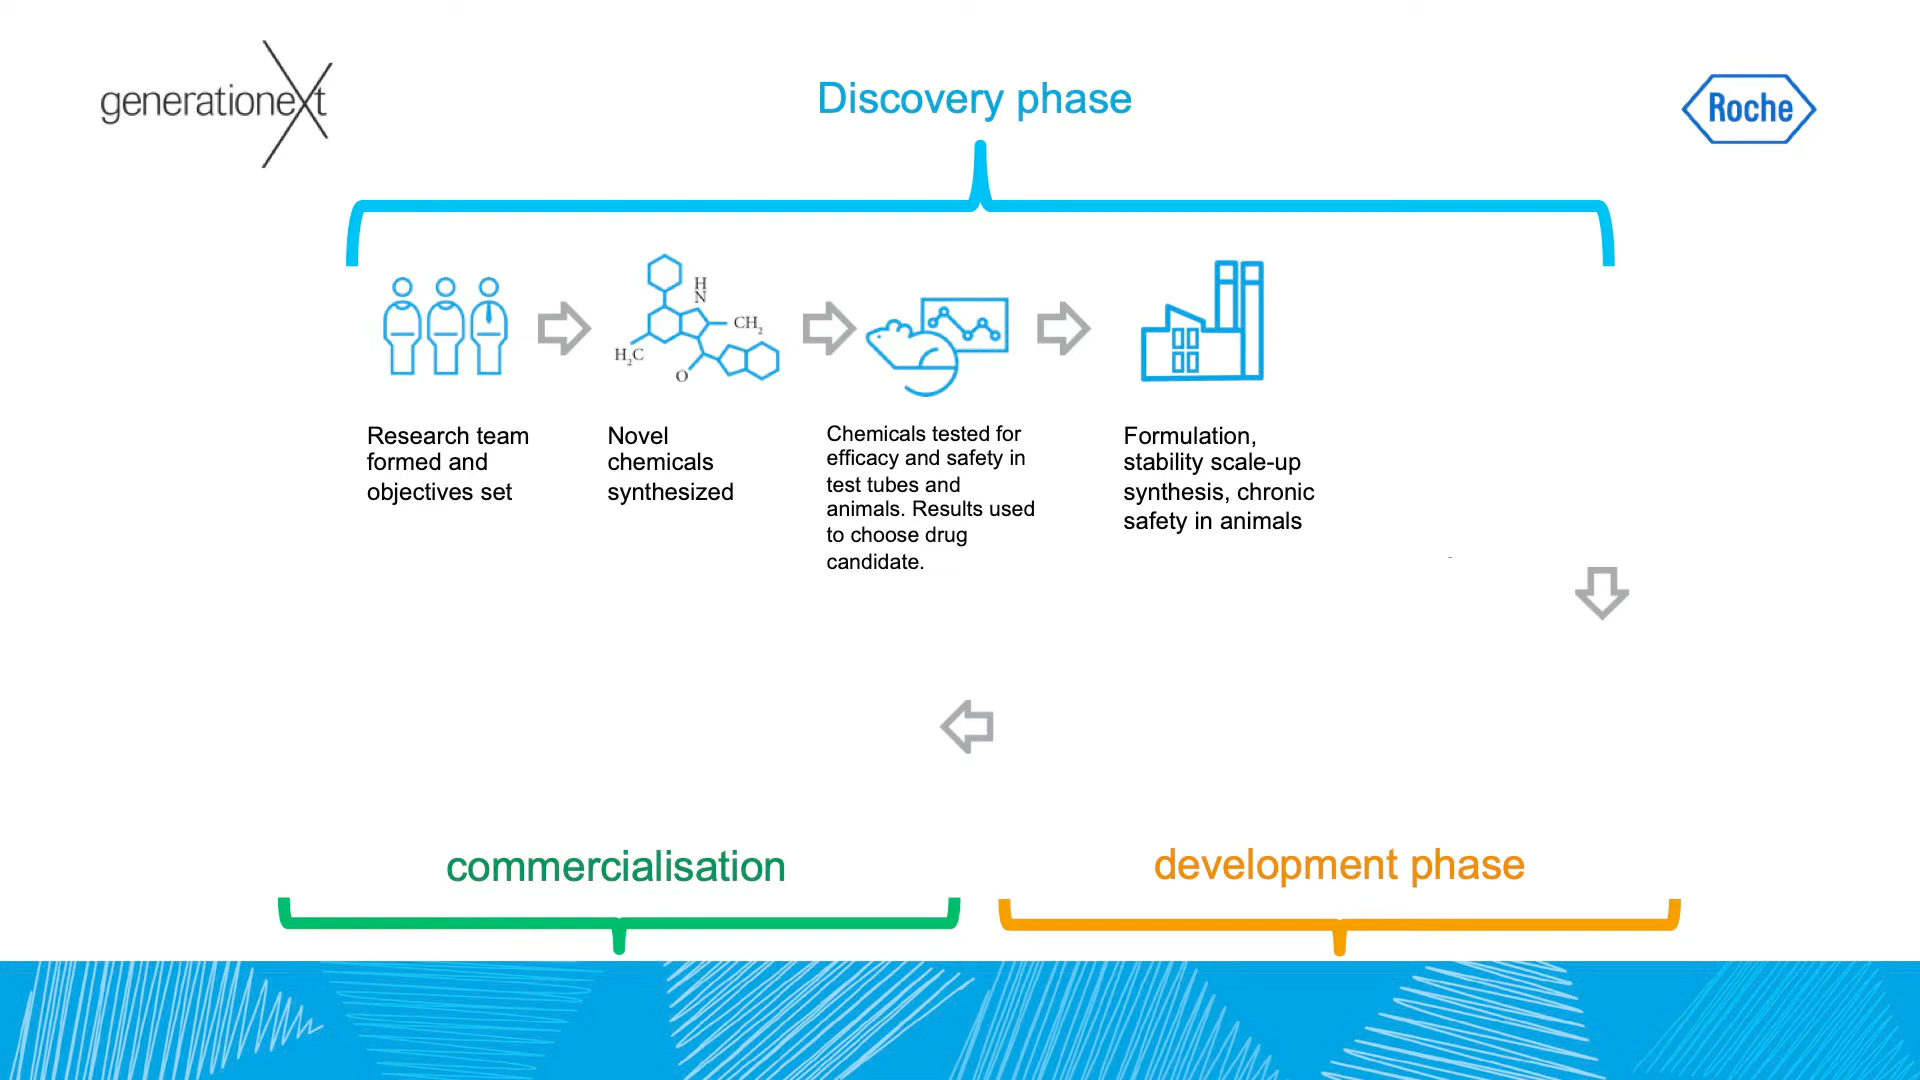 generationeXt
Discovery phase
Roche
H
N
CH2
H2C
O
Research team
formed and
objectives set
Novel
chemicals
synthesized
Chemicals tested for
efficacy and safety in
test tubes and
animals. Results used
to choose drug
candidate.
Formulation,
stability scale-up
synthesis, chronic
safety in animals
commercialisation
development phase